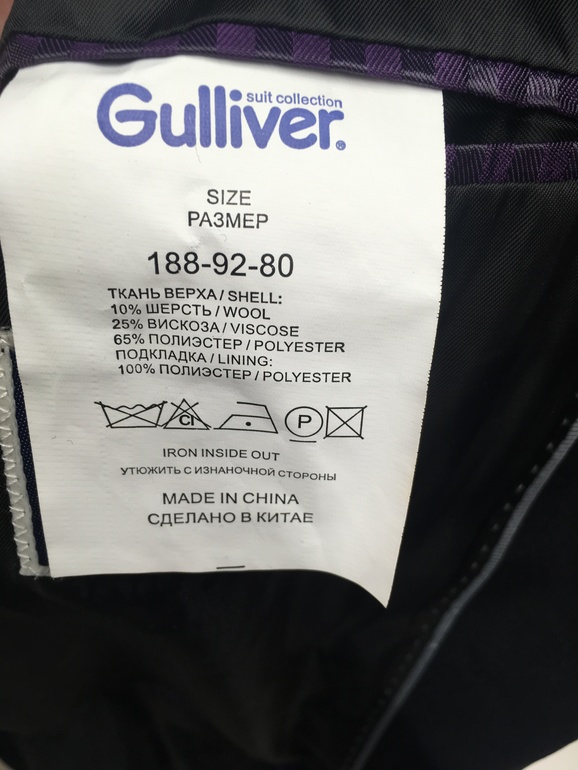 suit collection
Gulliver.
SIZE
РАЗМЕР
188-92-80
ТКАНЬ ВЕРХА / SHELL:
10% ШЕРСТЬ / WOOL
25% ВИСКОЗА / VISCOSE
65% ПОЛИЭСТЕР / POLYESTER
ПОДКЛАДКА / LINING:
100% ПОЛИЭСТЕР / POLYESTER
Cl P
IRON INSIDE OUT
УТЮЖИТЬ С ИЗНАНОЧНОЙ СТОРОНЫ
MADE IN CHINA
СДЕЛАНО В КИТАЕ